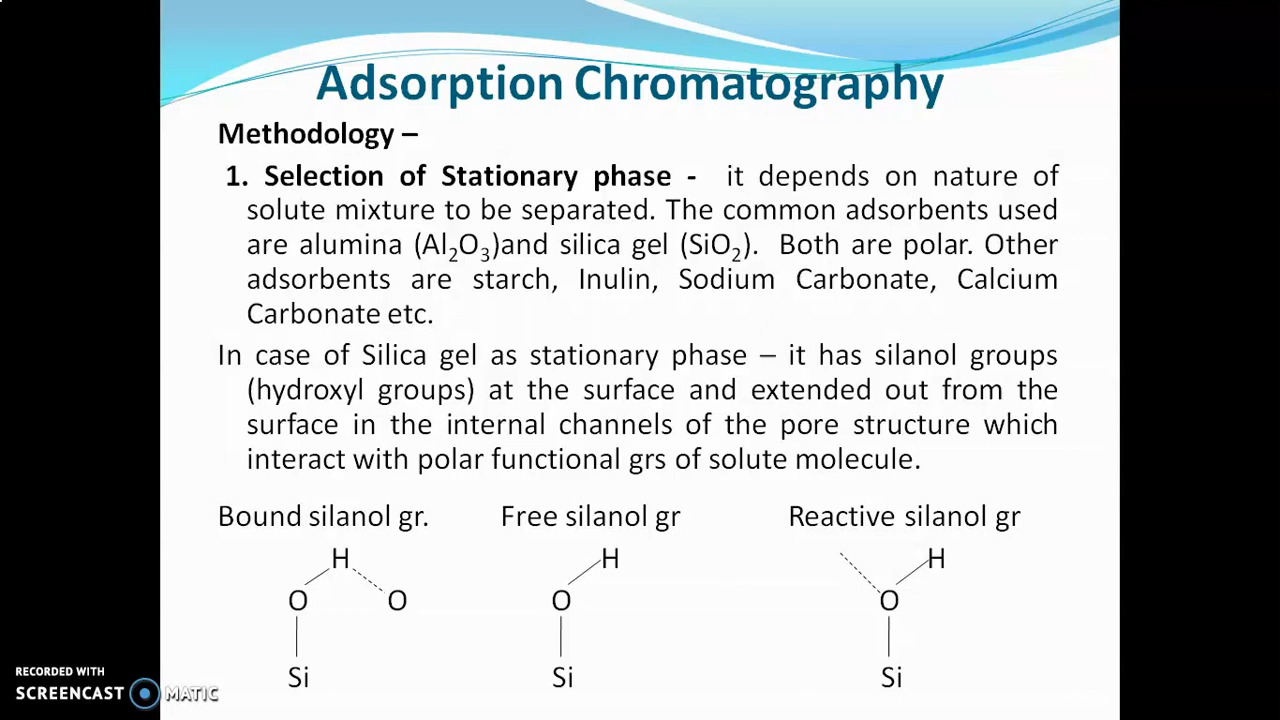 Adsorption Chromatography
Methodology –
1. Selection of Stationary phase - it depends on nature of
solute mixture to be separated. The common adsorbents used
are alumina (Al₂O₃)and silica gel (SiO₂). Both are polar. Other
adsorbents are starch, Inulin, Sodium Carbonate, Calcium
Carbonate etc.
In case of Silica gel as stationary phase – it has silanol groups
(hydroxyl groups) at the surface and extended out from the
surface in the internal channels of the pore structure which
interact with polar functional grs of solute molecule.
Bound silanol gr. Free silanol gr Reactive silanol gr
H H H
O O O O
Si Si Si
RECORDED WITH
SCREENCAST MATIC